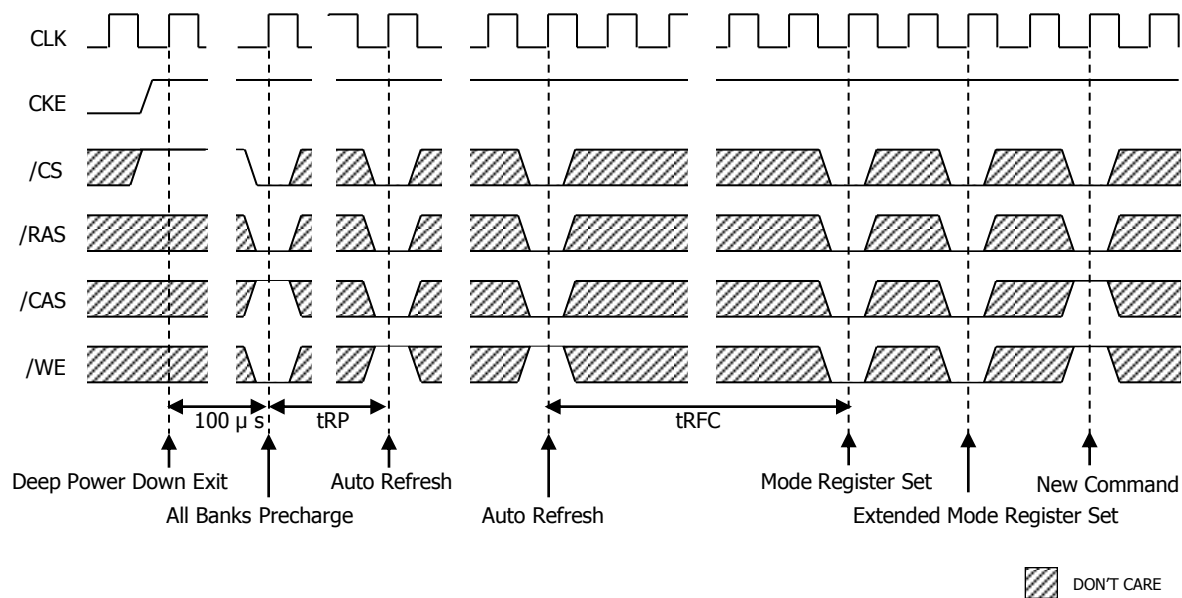 CLK
CKE
/CS
/RAS
/CAS
/WE
100 μ s
tRP
tRFC
Deep Power Down Exit
All Banks Precharge
Auto Refresh
Auto Refresh
Mode Register Set
Extended Mode Register Set
New Command
DON'T CARE